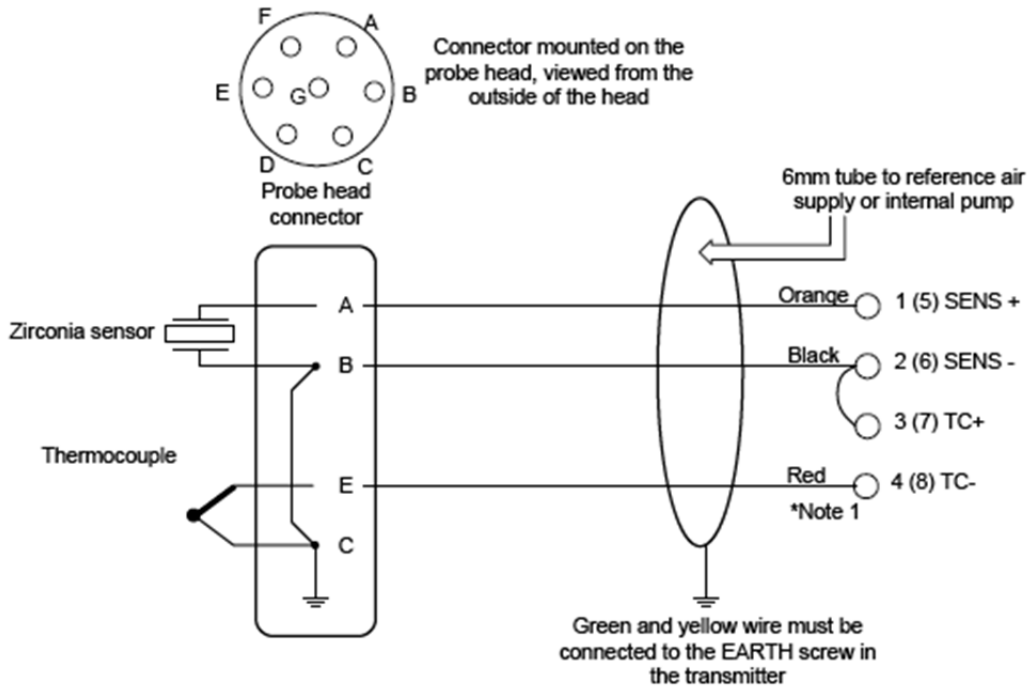 F
A
Connector mounted on the
probe head, viewed from the
outside of the head
E
G
B
D
C
Probe head
connector
6mm tube to reference air
supply or internal pump
A
Orange
1 (5) SENS +
Zirconia sensor
B
Black
2 (6) SENS -
3 (7) TC+
Thermocouple
E
Red
4 (8) TC-
*Note 1
C
Green and yellow wire must be
connected to the EARTH screw in
the transmitter